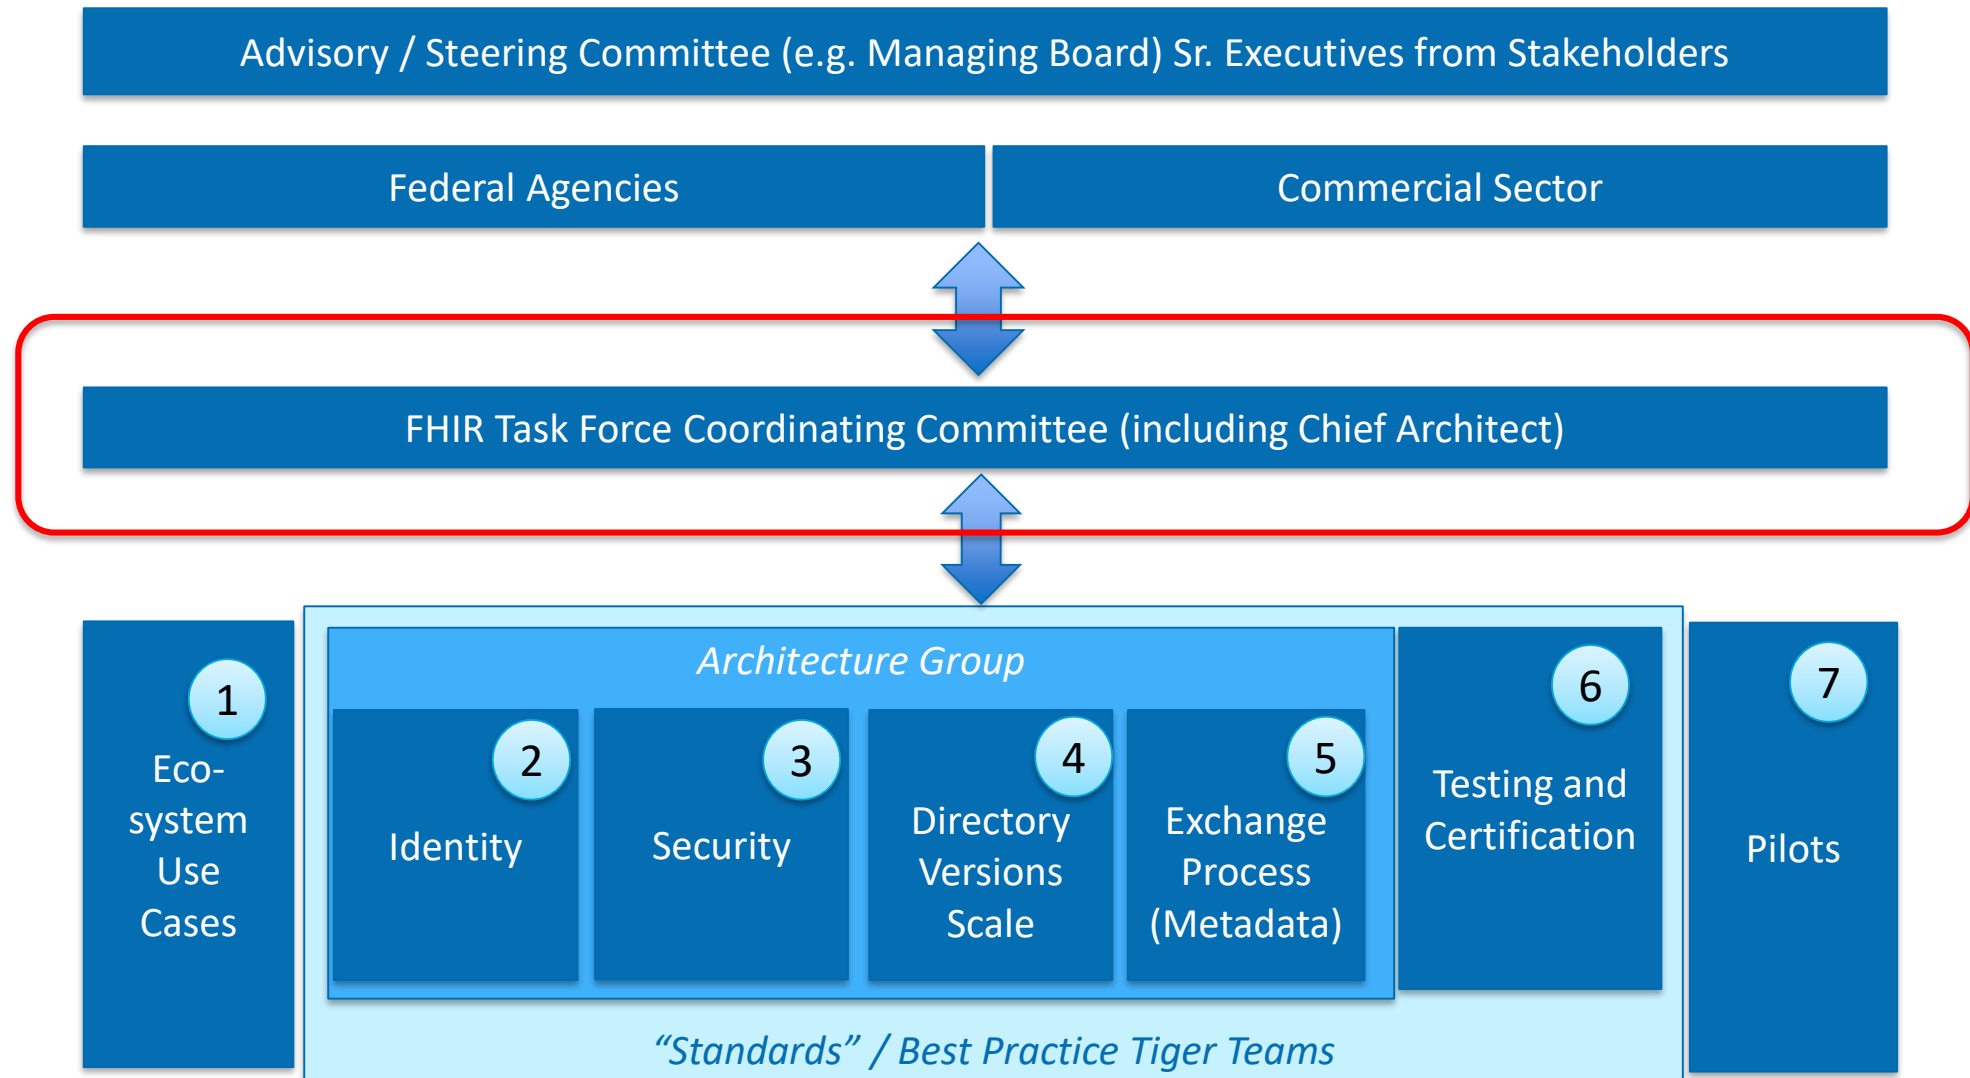 Advisory / Steering Committee (e.g. Managing Board) Sr. Executives from Stakeholders
Federal Agencies
Commercial Sector
FHIR Task Force Coordinating Committee (including Chief Architect)
1
Eco-
system
Use
Cases
Architecture Group
2
Identity
3
Security
4
Directory
Versions
Scale
5
Exchange
Process
(Metadata)
6
Testing and
Certification
7
Pilots
“Standards” / Best Practice Tiger Teams